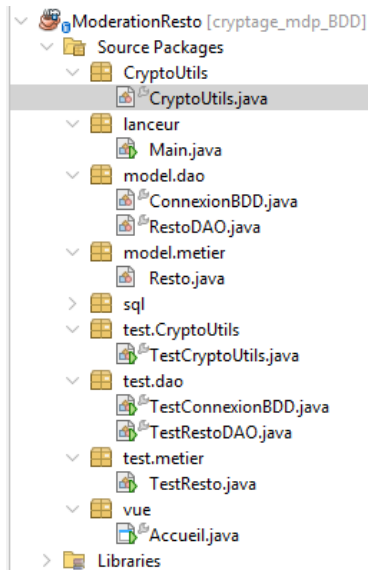 ModerationResto [cryptage_mdp_BDD]
Source Packages
CryptoUtils
CryptoUtils.java
lanceur
Main.java
model.dao
ConnexionBDD.java
RestoDAO.java
model.metier
Resto.java
sql
test.CryptoUtils
TestCryptoUtils.java
test.dao
TestConnexionBDD.java
TestRestoDAO.java
test.metier
TestResto.java
vue
Accueil.java
Libraries